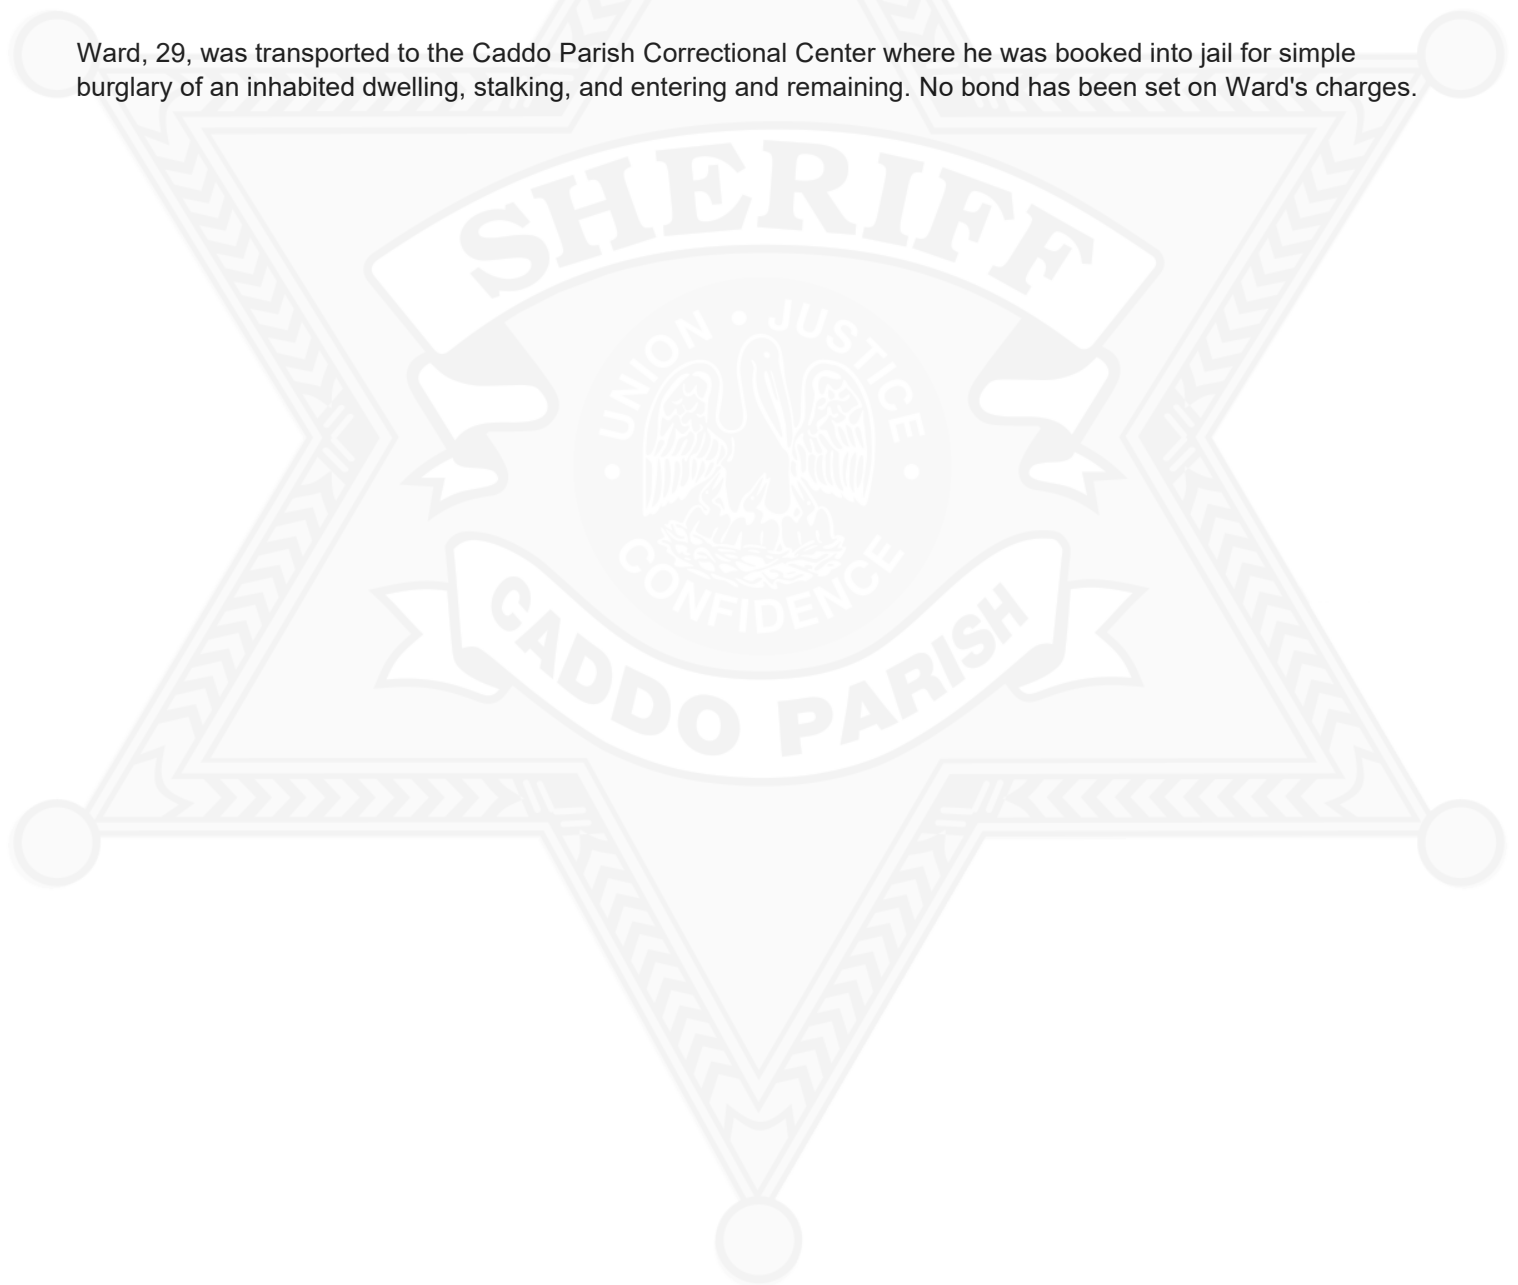 Ward, 29, was transported to the Caddo Parish Correctional Center where he was booked into jail for simple
burglary of an inhabited dwelling, stalking, and entering and remaining. No bond has been set on Ward's charges.
SHERIFF
UNION • JUSTICE
• CONFIDENCE •
CADDO PARISH